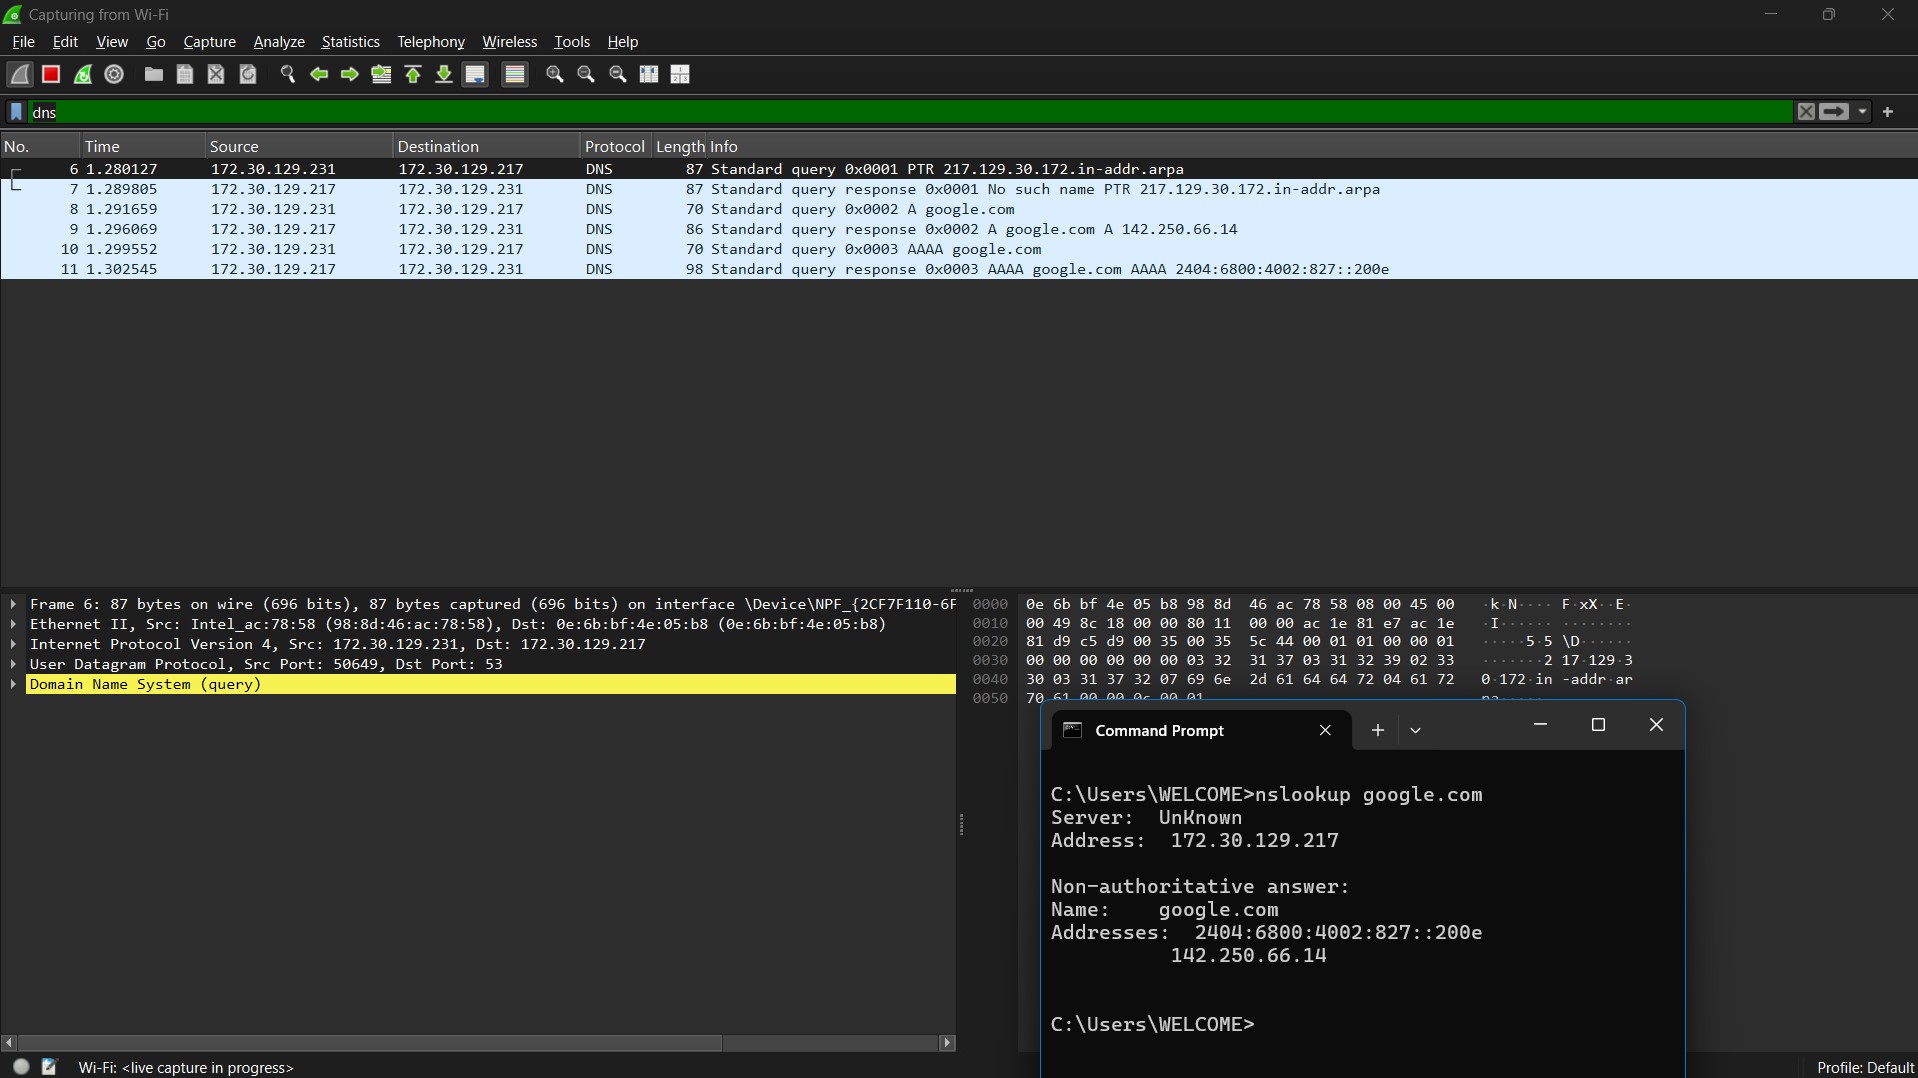 Capturing from Wi-Fi
File Edit View Go Capture Analyze Statistics Telephony Wireless Tools Help
dns
No. Time Source Destination Protocol Length Info
6 1.280127 172.30.129.231 172.30.129.217 DNS 87 Standard query 0x0001 PTR 217.129.30.172.in-addr.arpa
7 1.289805 172.30.129.217 172.30.129.231 DNS 87 Standard query response 0x0001 No such name PTR 217.129.30.172.in-addr.arpa
8 1.291659 172.30.129.231 172.30.129.217 DNS 70 Standard query 0x0002 A google.com
9 1.296069 172.30.129.217 172.30.129.231 DNS 86 Standard query response 0x0002 A google.com A 142.250.66.14
10 1.299552 172.30.129.231 172.30.129.217 DNS 70 Standard query 0x0003 AAAA google.com
11 1.302545 172.30.129.217 172.30.129.231 DNS 98 Standard query response 0x0003 AAAA google.com AAAA 2404:6800:4002:827::200e
Frame 6: 87 bytes on wire (696 bits), 87 bytes captured (696 bits) on interface \Device\NPF_{2CF7F110-6F
Ethernet II, Src: Intel_ac:78:58 (98:8d:46:ac:78:58), Dst: 0e:6b:bf:4e:05:b8 (0e:6b:bf:4e:05:b8)
Internet Protocol Version 4, Src: 172.30.129.231, Dst: 172.30.129.217
User Datagram Protocol, Src Port: 50649, Dst Port: 53
Domain Name System (query)
0000 0e 6b bf 4e 05 b8 98 8d 46 ac 78 58 08 00 45 00 ·k·N···· F·xX··E·
0010 00 49 8c 18 00 00 80 11 00 00 ac 1e 81 e7 ac 1e ·I······ ········
0020 81 d9 c5 d9 00 35 00 35 5c 44 00 01 01 00 00 01 ·····5·5 \D······
0030 00 00 00 00 00 00 03 32 31 37 03 31 32 39 02 33 ·······2 17·129·3
0040 30 03 31 37 32 07 69 6e 2d 61 64 64 72 04 61 72 0·172·in -addr·ar
0050 70 61 00 00 0c 00 01 pa·····
Command Prompt
C:\Users\WELCOME>nslookup google.com
Server: UnKnown
Address: 172.30.129.217
Non-authoritative answer:
Name: google.com
Addresses: 2404:6800:4002:827::200e
142.250.66.14
C:\Users\WELCOME>
Wi-Fi: <live capture in progress>
Profile: Default